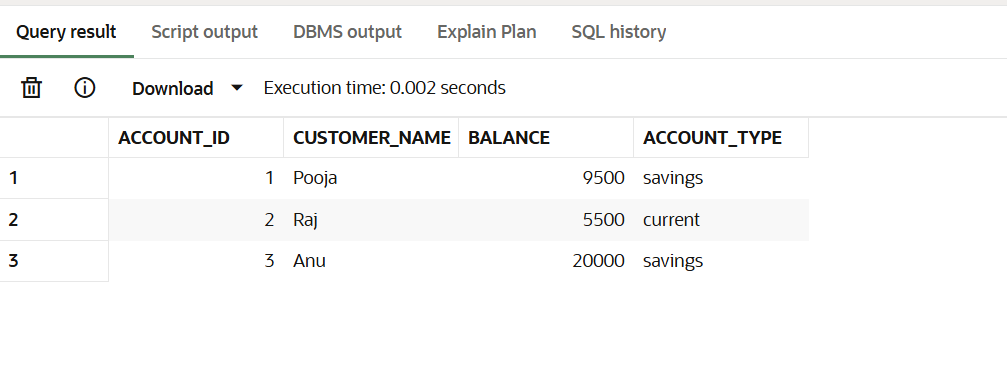 Query result Script output DBMS output Explain Plan SQL history
Download Execution time: 0.002 seconds
ACCOUNT_ID CUSTOMER_NAME BALANCE ACCOUNT_TYPE
1 1 Pooja 9500 savings
2 2 Raj 5500 current
3 3 Anu 20000 savings